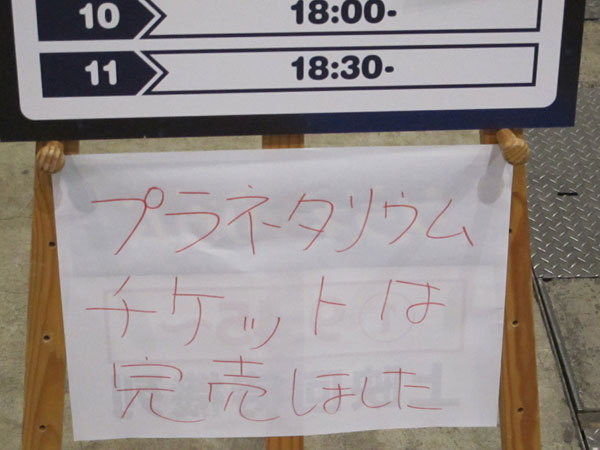 10 18:00-
11 18:30-
プラネタリウム
チケットは
完売しました